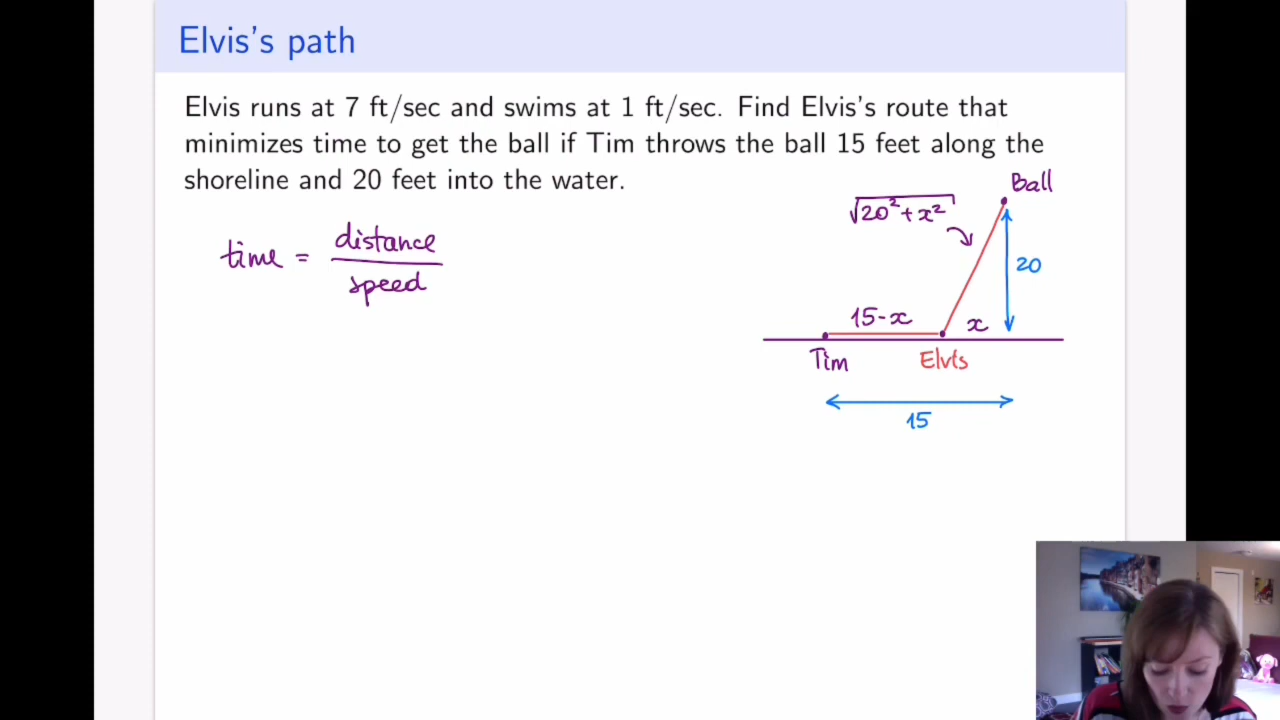 Elvis's path
Elvis runs at 7 ft/sec and swims at 1 ft/sec. Find Elvis's route that
minimizes time to get the ball if Tim throws the ball 15 feet along the
shoreline and 20 feet into the water.
time = distance / speed
Ball
√(20² + x²)
20
15-x
x
Tim
Elvis
15